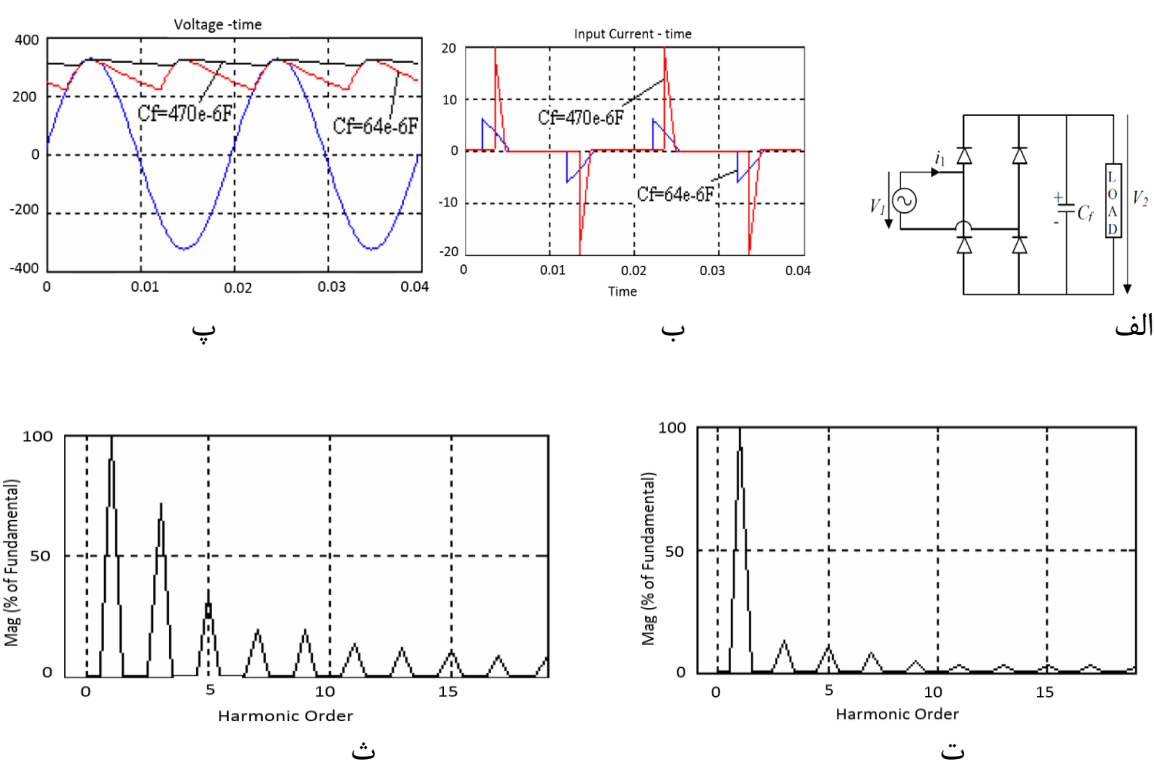 Voltage -time
400
200
0
-200
-400
0
0.01
0.02
0.03
0.04
Cf=470e-6F
Cf=64e-6F
پ
Input Current - time
20
10
0
-10
-20
0
0.01
0.02
0.03
0.04
Time
Cf=470e-6F
Cf=64e-6F
ب
i1
V1
+
-
Cf
LOAD
V2
الف
Mag (% of Fundamental)
100
50
0
0
5
10
15
Harmonic Order
ث
Mag (% of Fundamental)
100
50
0
0
5
10
15
Harmonic Order
ت